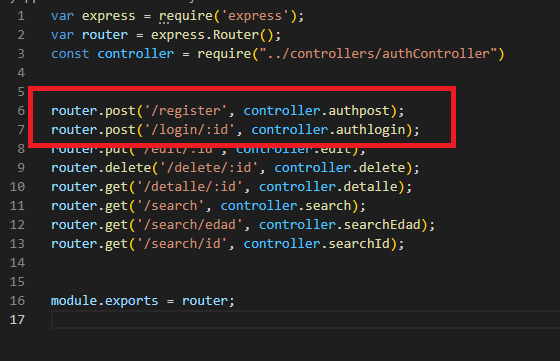 1 var express = require('express');
2 var router = express.Router();
3 const controller = require("../controllers/authController")
4
5
6 router.post('/register', controller.authpost);
7 router.post('/login/:id', controller.authlogin);
8 router.put('/edit/:id', controller.edit);
9 router.delete('/delete/:id', controller.delete);
10 router.get('/detalle/:id', controller.detalle);
11 router.get('/search', controller.search);
12 router.get('/search/edad', controller.searchEdad);
13 router.get('/search/id', controller.searchId);
14
15
16 module.exports = router;
17